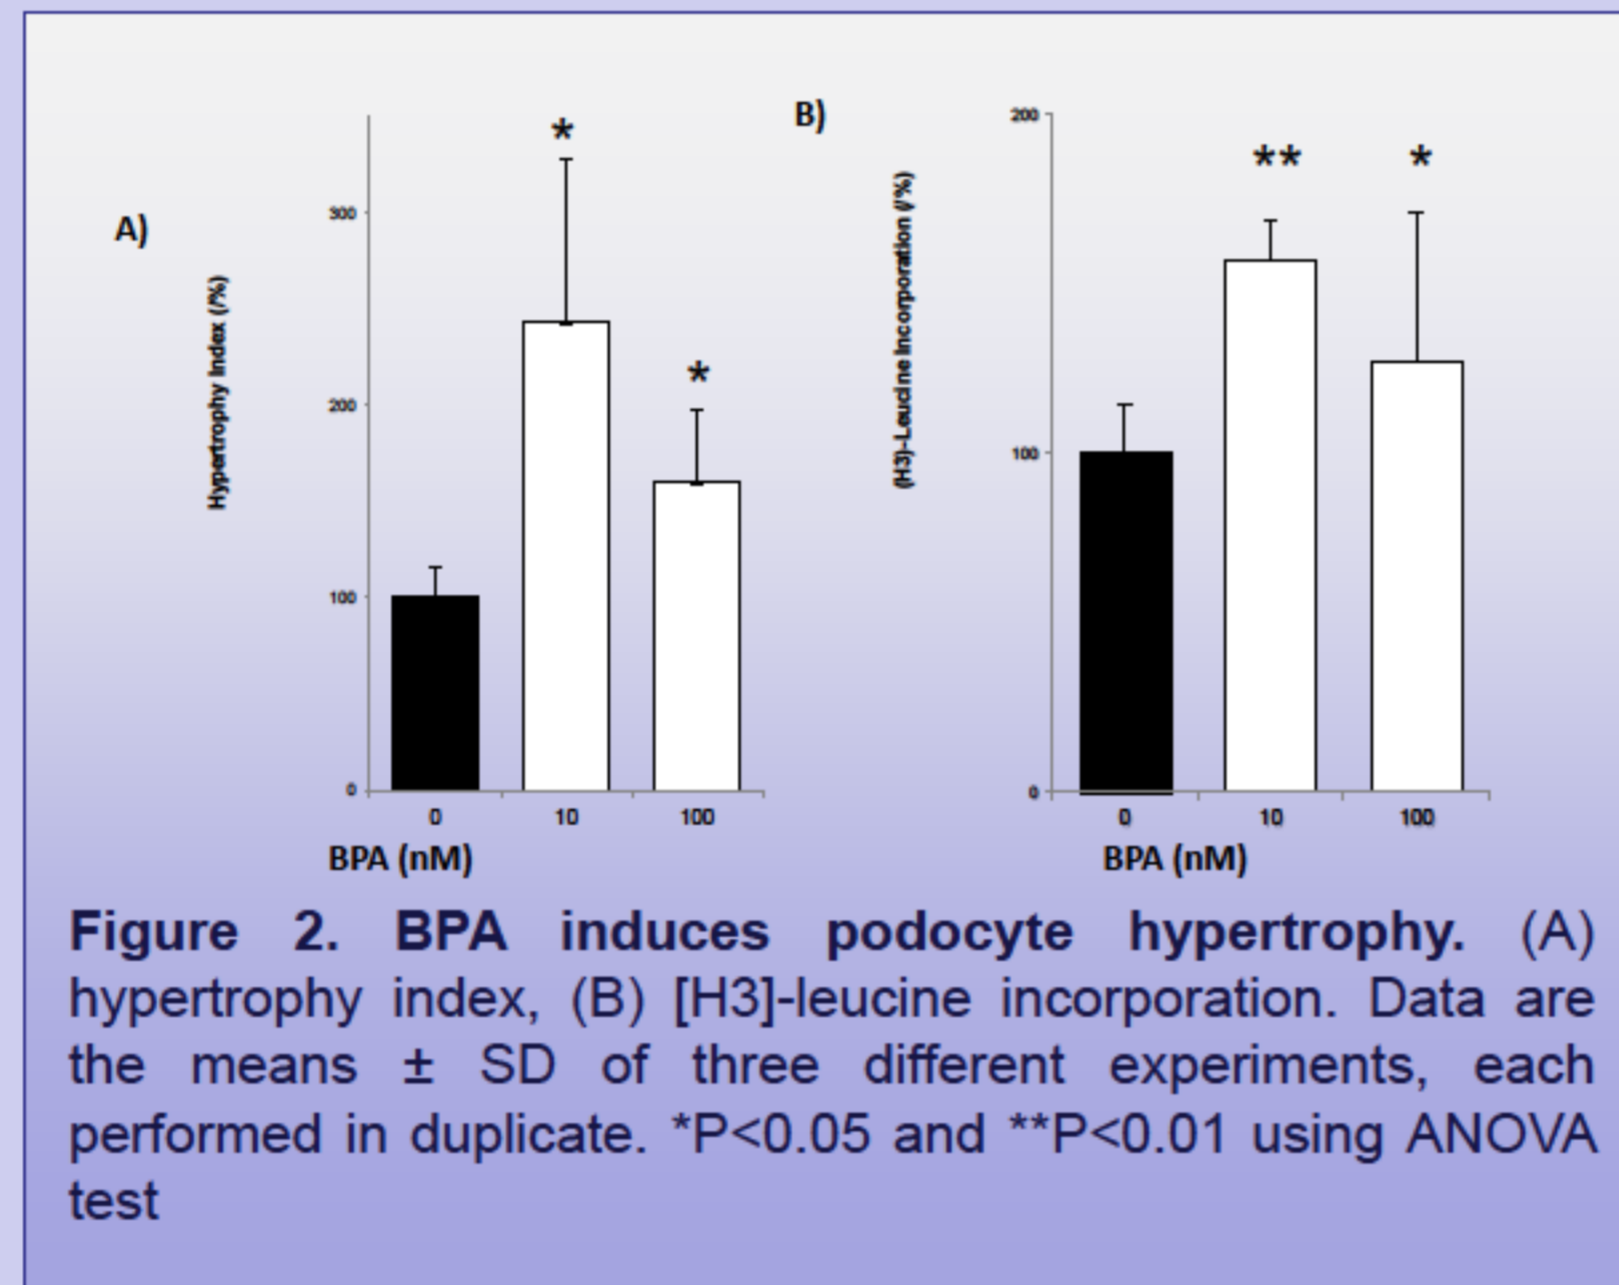 A)
Hypertrophy Index (/%)
300
200
100
0
*
*
0 10 100
BPA (nM)
B)
(H3)-Leucine Incorporation (/%)
200
100
0
**
*
0 10 100
BPA (nM)
Figure 2. BPA induces podocyte hypertrophy. (A)
hypertrophy index, (B) [H3]-leucine incorporation. Data are
the means ± SD of three different experiments, each
performed in duplicate. *P<0.05 and **P<0.01 using ANOVA
test